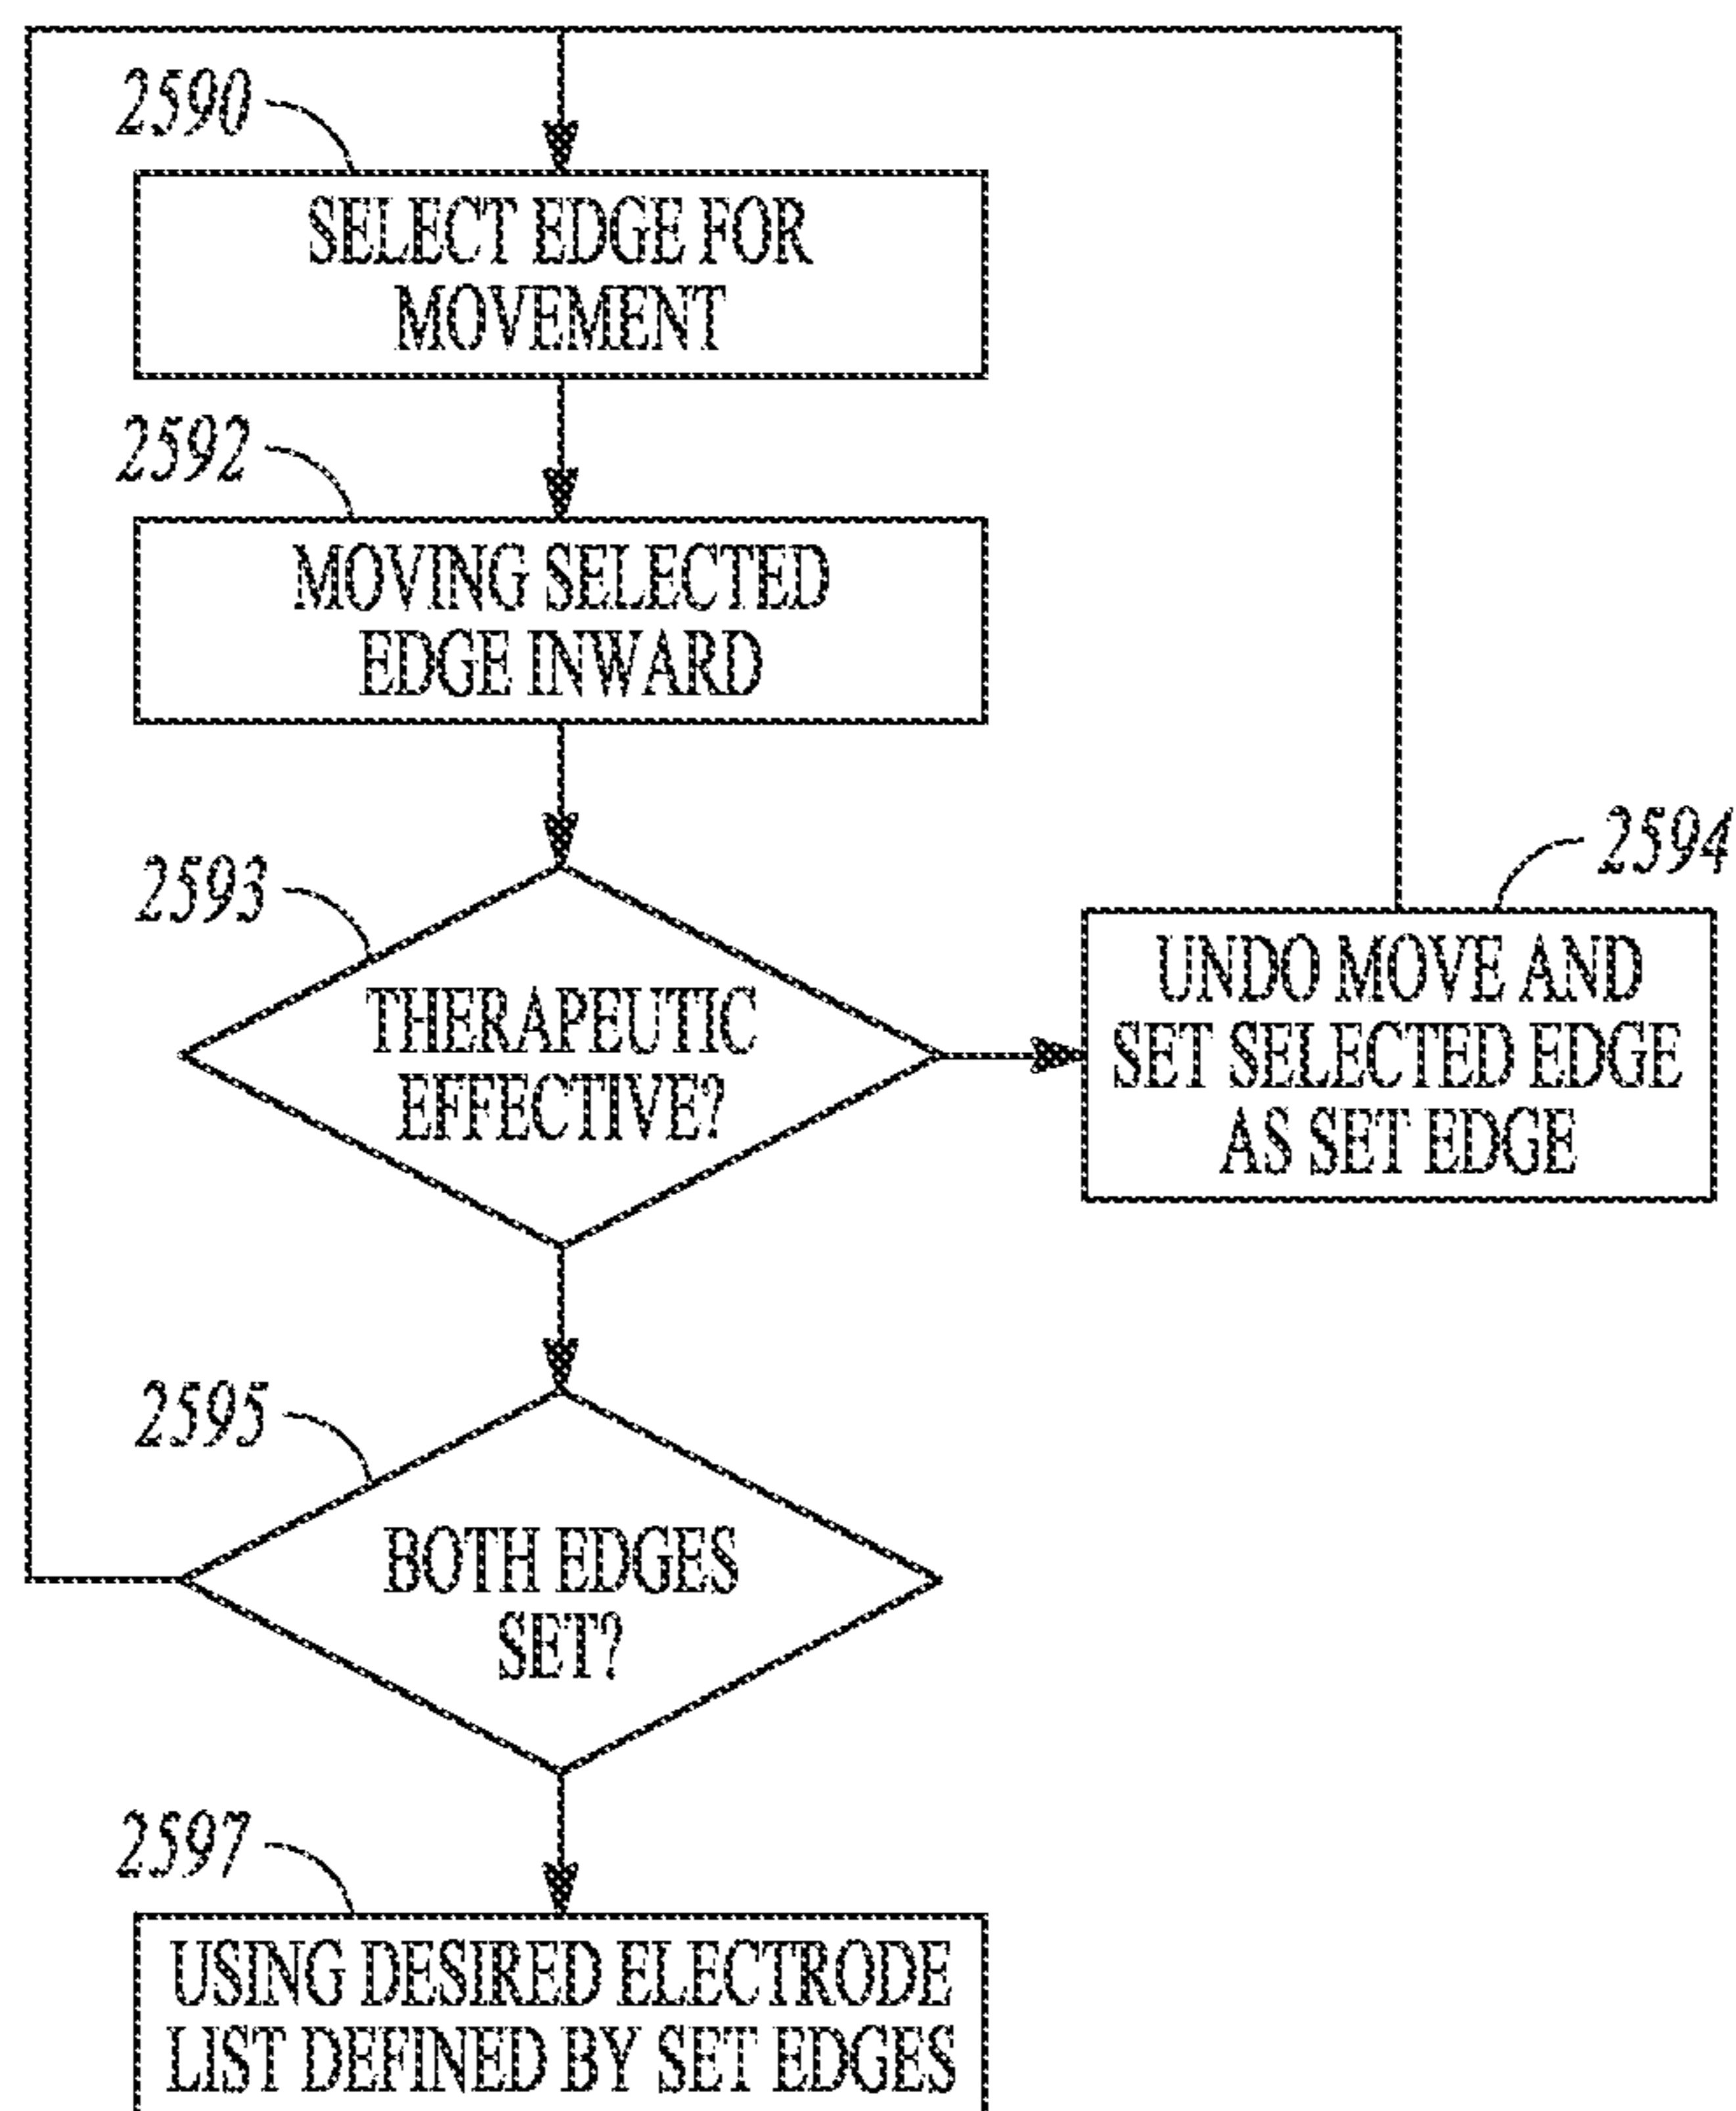 2590
SELECT EDGE FOR
MOVEMENT
2592
MOVING SELECTED
EDGE INWARD
2593
THERAPEUTIC
EFFECTIVE?
2594
UNDO MOVE AND
SET SELECTED EDGE
AS SET EDGE
2595
BOTH EDGES
SET?
2597
USING DESIRED ELECTRODE
LIST DEFINED BY SET EDGES